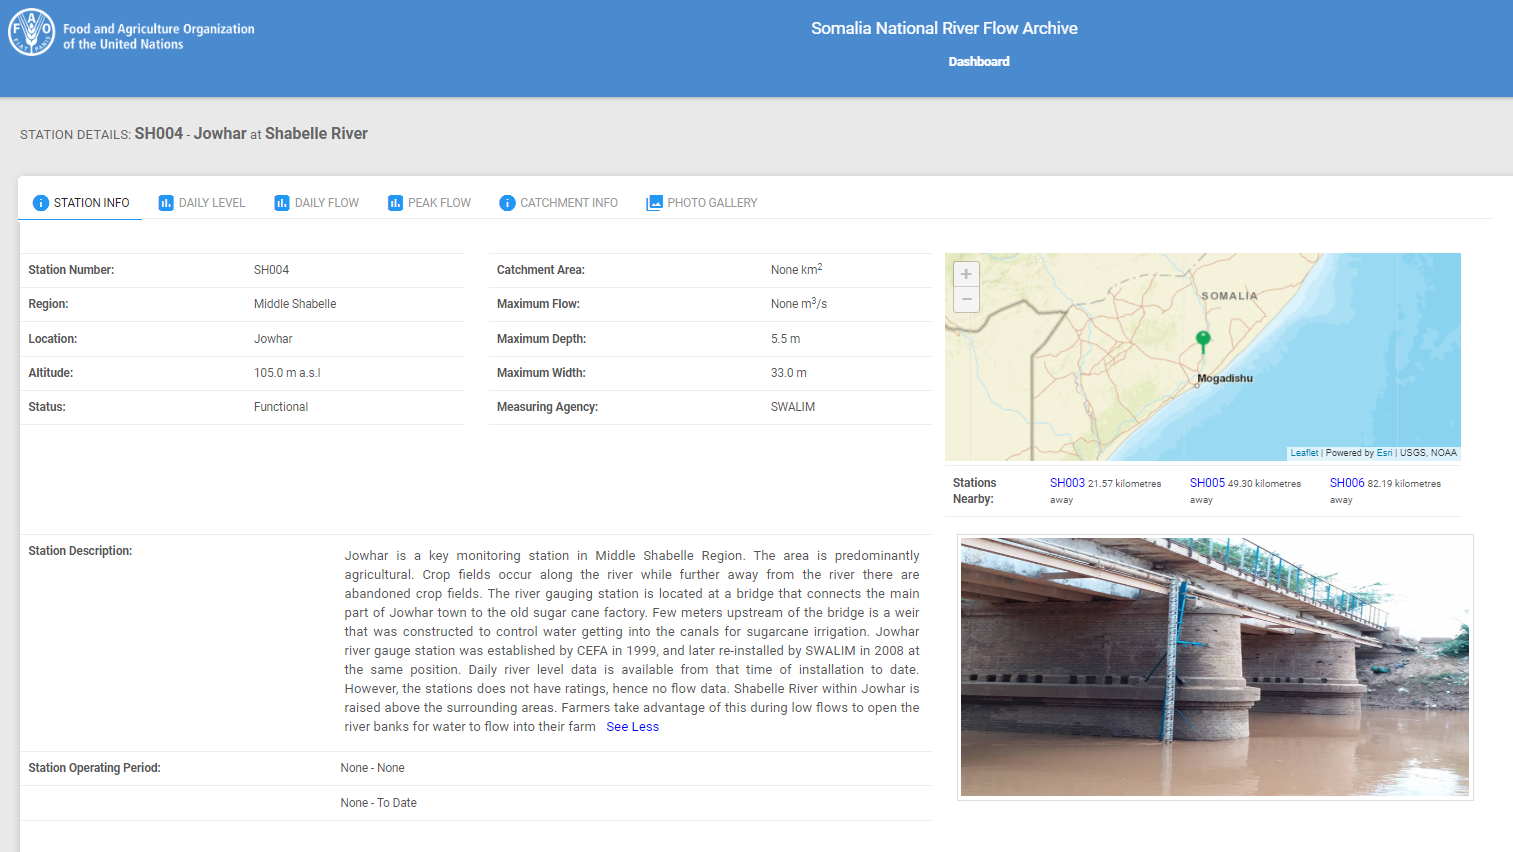 FAO
FIAT PANIS
Food and Agriculture Organization
of the United Nations
Somalia National River Flow Archive
Dashboard
STATION DETAILS: SH004 - Jowhar at Shabelle River
STATION INFO DAILY LEVEL DAILY FLOW PEAK FLOW CATCHMENT INFO PHOTO GALLERY
Station Number: SH004
Region: Middle Shabelle
Location: Jowhar
Altitude: 105.0 m a.s.l
Status: Functional
Catchment Area: None km²
Maximum Flow: None m³/s
Maximum Depth: 5.5 m
Maximum Width: 33.0 m
Measuring Agency: SWALIM
+
−
SOMALIA
Mogadishu
Leaflet | Powered by Esri | USGS, NOAA
Stations Nearby:
SH003 21.57 kilometres away
SH005 49.30 kilometres away
SH006 82.19 kilometres away
Station Description:
Jowhar is a key monitoring station in Middle Shabelle Region. The area is predominantly
agricultural. Crop fields occur along the river while further away from the river there are
abandoned crop fields. The river gauging station is located at a bridge that connects the main
part of Jowhar town to the old sugar cane factory. Few meters upstream of the bridge is a weir
that was constructed to control water getting into the canals for sugarcane irrigation. Jowhar
river gauge station was established by CEFA in 1999, and later re-installed by SWALIM in 2008 at
the same position. Daily river level data is available from that time of installation to date.
However, the stations does not have ratings, hence no flow data. Shabelle River within Jowhar is
raised above the surrounding areas. Farmers take advantage of this during low flows to open the
river banks for water to flow into their farm See Less
Station Operating Period: None - None
None - To Date